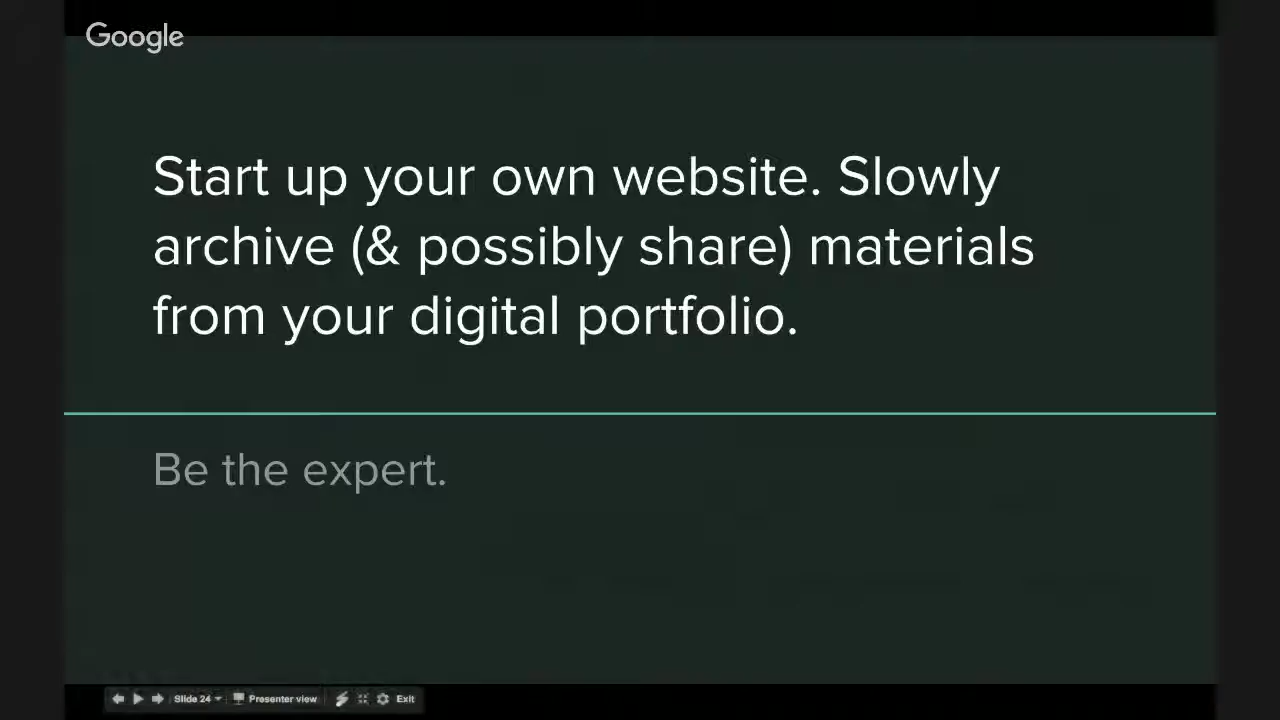 Google
Start up your own website. Slowly
archive (& possibly share) materials
from your digital portfolio.
Be the expert.
Slide 24 Presenter view Exit